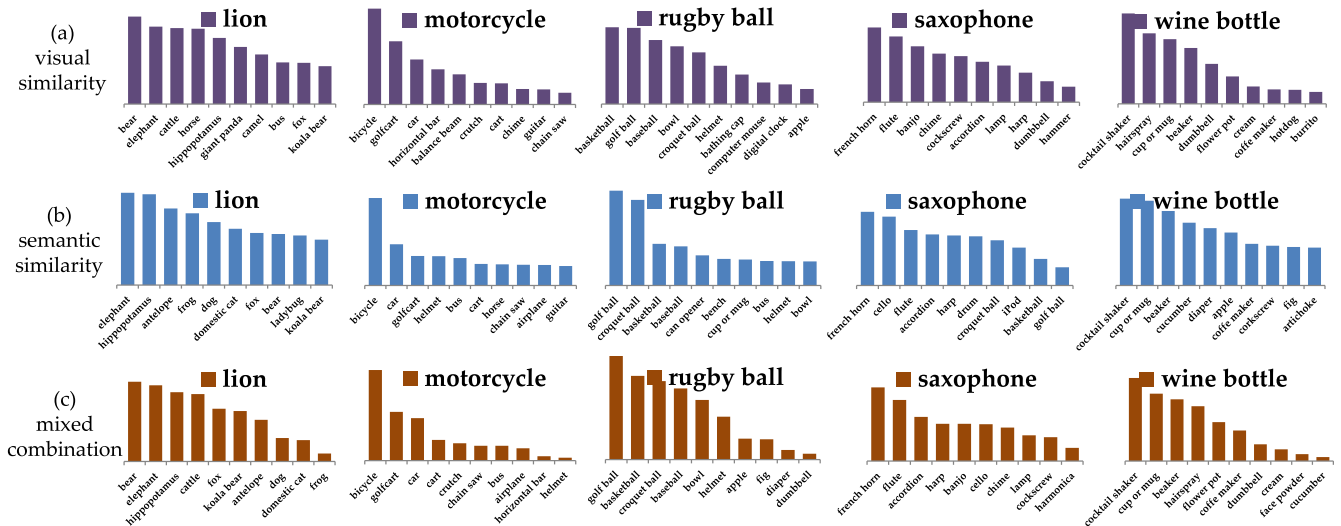 (a)
visual
similarity
lion
motorcycle
rugby ball
saxophone
wine bottle
bear
elephant
cattle
horse
hippopotamus
giant panda
camel
bus
fox
koala bear
bicycle
golfcart
car
horizontal bar
balance beam
crutch
cart
chime
guitar
chain saw
basketball
golf ball
baseball
bowl
croquet ball
helmet
bathing cap
computer mouse
digital clock
apple
french horn
flute
banjo
chime
cockscrew
accordion
lamp
harp
dumbbell
hammer
cocktail shaker
hairspray
cup or mug
beaker
dumbbell
flower pot
cream
coffe maker
hotdog
burrito
(b)
semantic
similarity
lion
motorcycle
rugby ball
saxophone
wine bottle
elephant
hippopotamus
antelope
frog
dog
domestic cat
fox
bear
ladybug
koala bear
bicycle
car
golfcart
helmet
bus
cart
horse
chain saw
airplane
guitar
golf ball
croquet ball
basketball
baseball
can opener
bench
cup or mug
bus
helmet
bowl
french horn
cello
flute
accordion
harp
drum
croquet ball
iPod
basketball
golf ball
cocktail shaker
cup or mug
beaker
cucumber
diaper
apple
coffe maker
corkscrew
fig
artichoke
(c)
mixed
combination
lion
motorcycle
rugby ball
saxophone
wine bottle
bear
elephant
hippopotamus
cattle
fox
koala bear
antelope
dog
domestic cat
frog
bicycle
golfcart
car
cart
crutch
chain saw
bus
airplane
horizontal bar
helmet
golf ball
basketball
croquet ball
baseball
bowl
helmet
apple
fig
diaper
dumbbell
french horn
flute
accordion
harp
banjo
cello
chime
lamp
cockscrew
harmonica
cocktail shaker
cup or mug
beaker
hairspray
flower pot
coffe maker
dumbbell
cream
face powder
cucumber